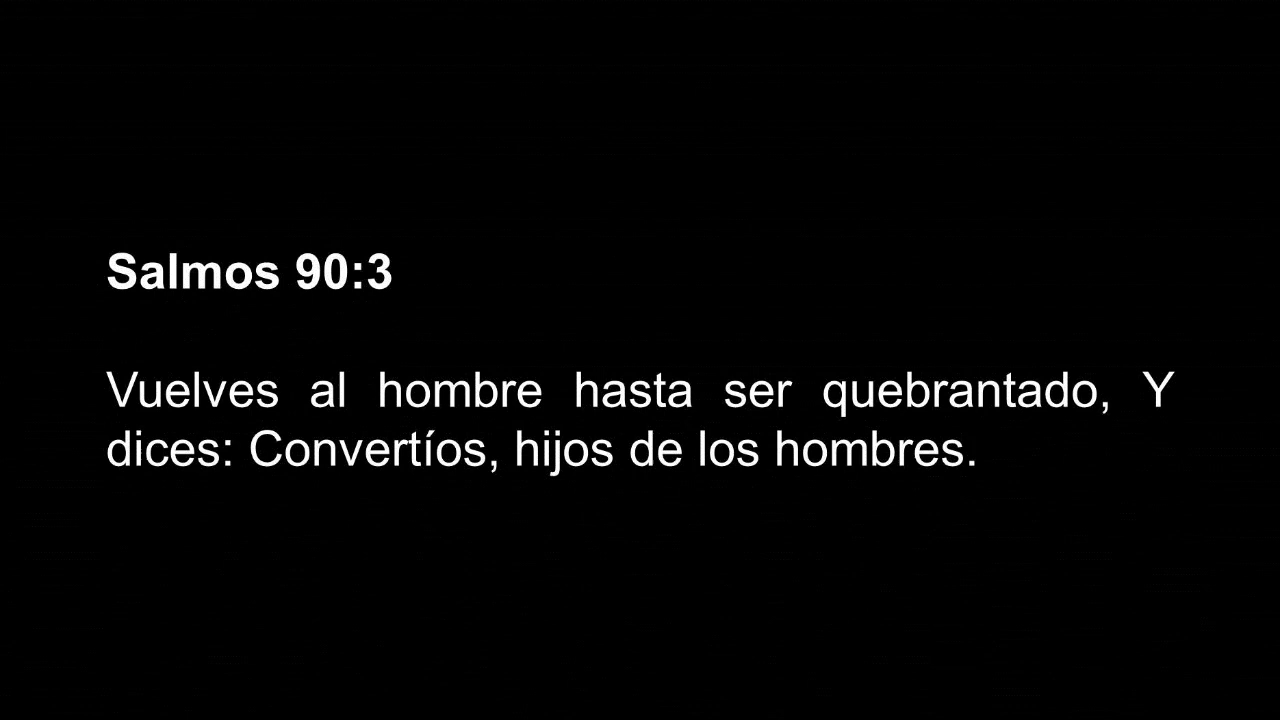 Salmos 90:3
Vuelves al hombre hasta ser quebrantado, Y
dices: Convertíos, hijos de los hombres.